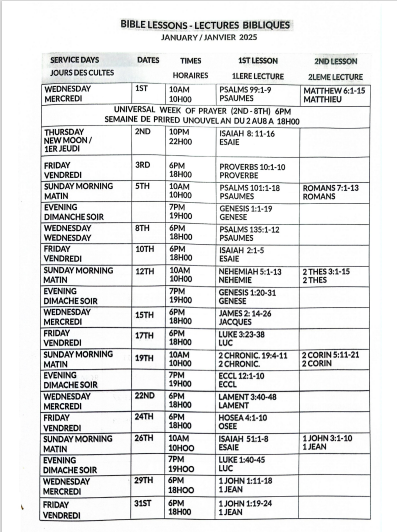 BIBLE LESSONS - LECTURES BIBLIQUES
JANUARY / JANVIER 2025
SERVICE DAYS DATES TIMES 1ST LESSON 2ND LESSON
JOURS DES CULTES HORAIRES 1LERE LECTURE 2LEME LECTURE
WEDNESDAY 1ST 10AM PSALMS 99:1-9 MATTHEW 6:1-15
MERCREDI 10H00 PSAUMES MATTHIEU
UNIVERSAL WEEK OF PRAYER (2ND - 8TH) 6PM
SEMAINE DE PRIRED UNOUVEL AN DU 2 AU8 A 18H00
THURSDAY 2ND 10PM ISAIAH 8: 11-16
NEW MOON / 22H00 ESAIE
1ER JEUDI
FRIDAY 3RD 6PM PROVERBS 10:1-10
VENDREDI 18H00 PROVERBE
SUNDAY MORNING 5TH 10AM PSALMS 101:1-18 ROMANS 7:1-13
MATIN 10H00 PSAUMES ROMANS
EVENING 7PM GENESIS 1:1-19
DIMANCHE SOIR 19H00 GENESE
WEDNESDAY 8TH 6PM PSALMS 135:1-12
WEDNESDAY 18H00 PSAUMES
FRIDAY 10TH 6PM ISAIAH 2:1-5
VENDREDI 18H00 ESAIE
SUNDAY MORNING 12TH 10AM NEHEMIAH 5:1-13 2 THES 3:1-15
MATIN 10H00 NEHEMIE 2 THES
EVENING 7PM GENESIS 1:20-31
DIMACHE SOIR 19H00 GENESE
WEDNESDAY 15TH 6PM JAMES 2: 14-26
MERCREDI 18H00 JACQUES
FRIDAY 17TH 6PM LUKE 3:23-38
VENDREDI 18H00 LUC
SUNDAY MORNING 19TH 10AM 2 CHRONIC. 19:4-11 2 CORIN 5:11-21
MATIN 10H00 2 CHRONIC. 2 CORIN
EVENING 7PM ECCL 12:1-10
DIMACHE SOIR 19H00 ECCL
WEDNESDAY 22ND 6PM LAMENT 3:40-48
MERCREDI 18H00 LAMENT
FRIDAY 24TH 6PM HOSEA 4:1-10
VENDREDI 18H00 OSEE
SUNDAY MORNING 26TH 10AM ISAIAH 51:1-8 1 JOHN 3:1-10
MATIN 10HOO ESAIE 1 JEAN
EVENING 7PM LUKE 1:40-45
DIMACHE SOIR 19HOO LUC
WEDNESDAY 29TH 6PM 1 JOHN 1:11-18
MERCREDI 18HOO 1 JEAN
FRIDAY 31ST 6PM 1 JOHN 1:19-24
VENDREDI 18H00 1 JEAN